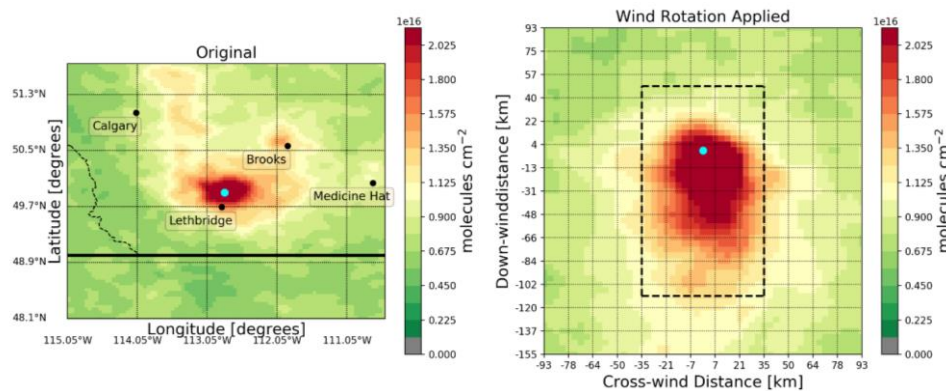 Original
1e16
51.3°N
50.5°N
49.7°N
48.9°N
48.1°N
Latitude [degrees]
Calgary
Brooks
Medicine Hat
Lethbridge
115.05°W
114.05°W
113.05°W
112.05°W
111.05°W
Longitude [degrees]
2.025
1.800
1.575
1.350
1.125
0.900
0.675
0.450
0.225
0.000
molecules cm⁻²
Wind Rotation Applied
1e16
93
75
57
40
22
4
-13
-31
-48
-66
-84
-102
-120
-137
-155
Down-winddistance [km]
-93
-78
-64
-50
-35
-21
-7
7
21
35
50
64
78
93
Cross-wind Distance [km]
2.025
1.800
1.575
1.350
1.125
0.900
0.675
0.450
0.225
0.000
molecules cm⁻²